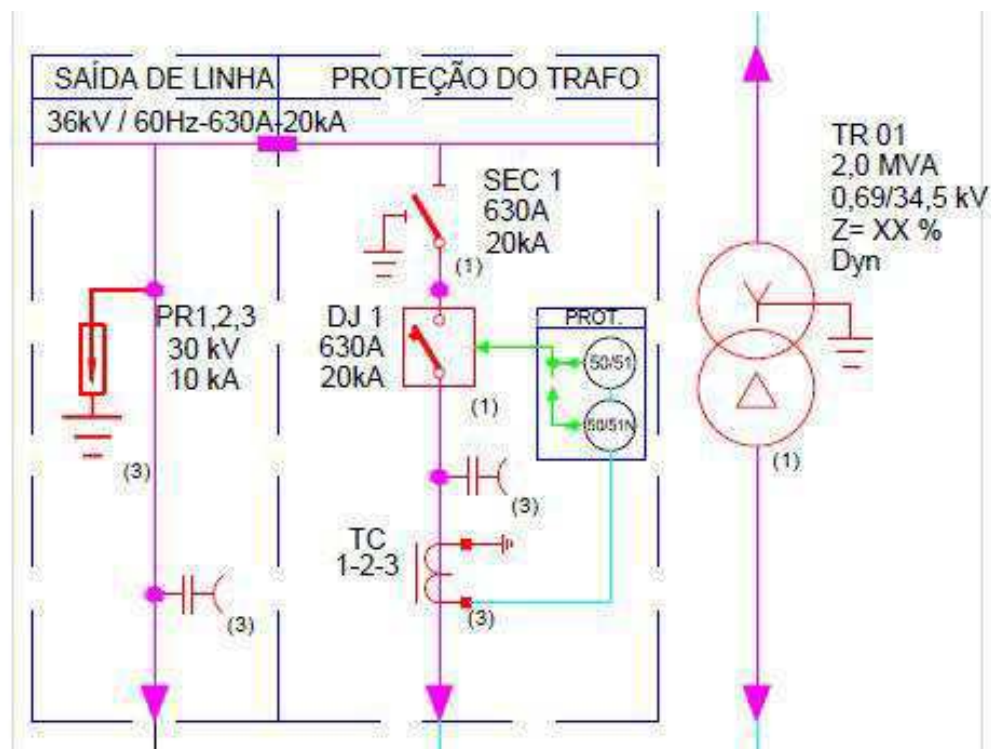 SAÍDA DE LINHA
PROTEÇÃO DO TRAFO
36kV / 60Hz-630A-20kA
SEC 1
630A
20kA
(1)
PR1,2,3
30 kV
10 kA
(3)
DJ 1
630A
20kA
(1)
PROT.
50/51
50/51N
(3)
TC
1-2-3
(3)
(3)
TR 01
2,0 MVA
0,69/34,5 kV
Z= XX %
Dyn
(1)